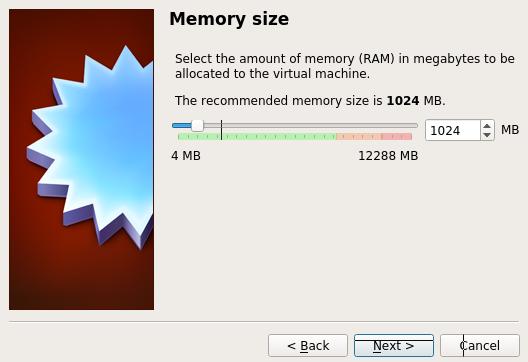 Memory size
Select the amount of memory (RAM) in megabytes to be
allocated to the virtual machine.
The recommended memory size is 1024 MB.
1024 MB
4 MB 12288 MB
< Back Next > Cancel